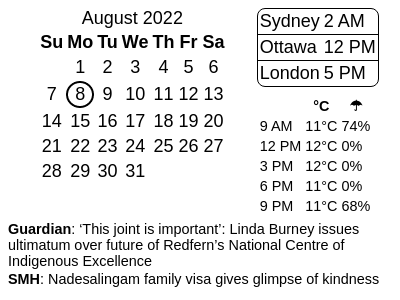 August 2022
Su Mo Tu We Th Fr Sa
1 2 3 4 5 6
7 8 9 10 11 12 13
14 15 16 17 18 19 20
21 22 23 24 25 26 27
28 29 30 31
Sydney 2 AM
Ottawa 12 PM
London 5 PM
°C ☂
9 AM 11°C 74%
12 PM 12°C 0%
3 PM 12°C 0%
6 PM 11°C 0%
9 PM 11°C 68%
Guardian: ‘This joint is important’: Linda Burney issues
ultimatum over future of Redfern’s National Centre of
Indigenous Excellence
SMH: Nadesalingam family visa gives glimpse of kindness